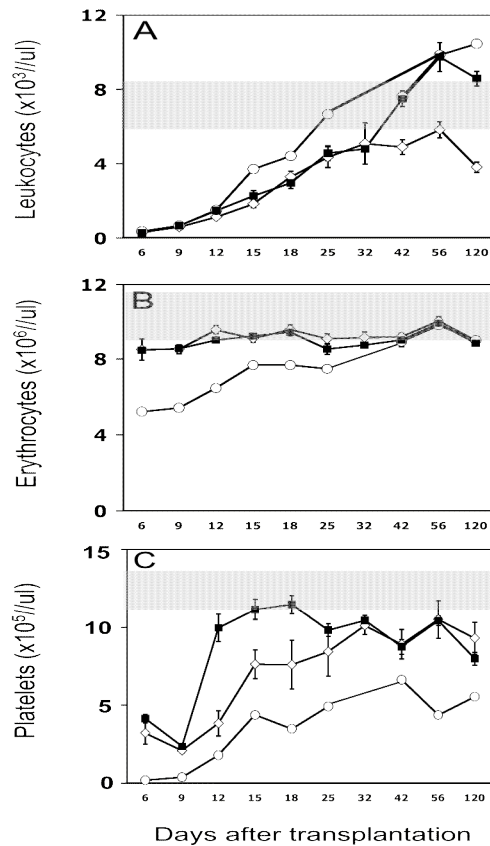 A
Leukocytes (x10³//ul)
12
8
4
0
6 9 12 15 18 25 32 42 56 120
B
Erythrocytes (x10⁶//ul)
12
8
4
0
6 9 12 15 18 25 32 42 56 120
C
Platelets (x10⁵//ul)
15
10
5
0
6 9 12 15 18 25 32 42 56 120
Days after transplantation